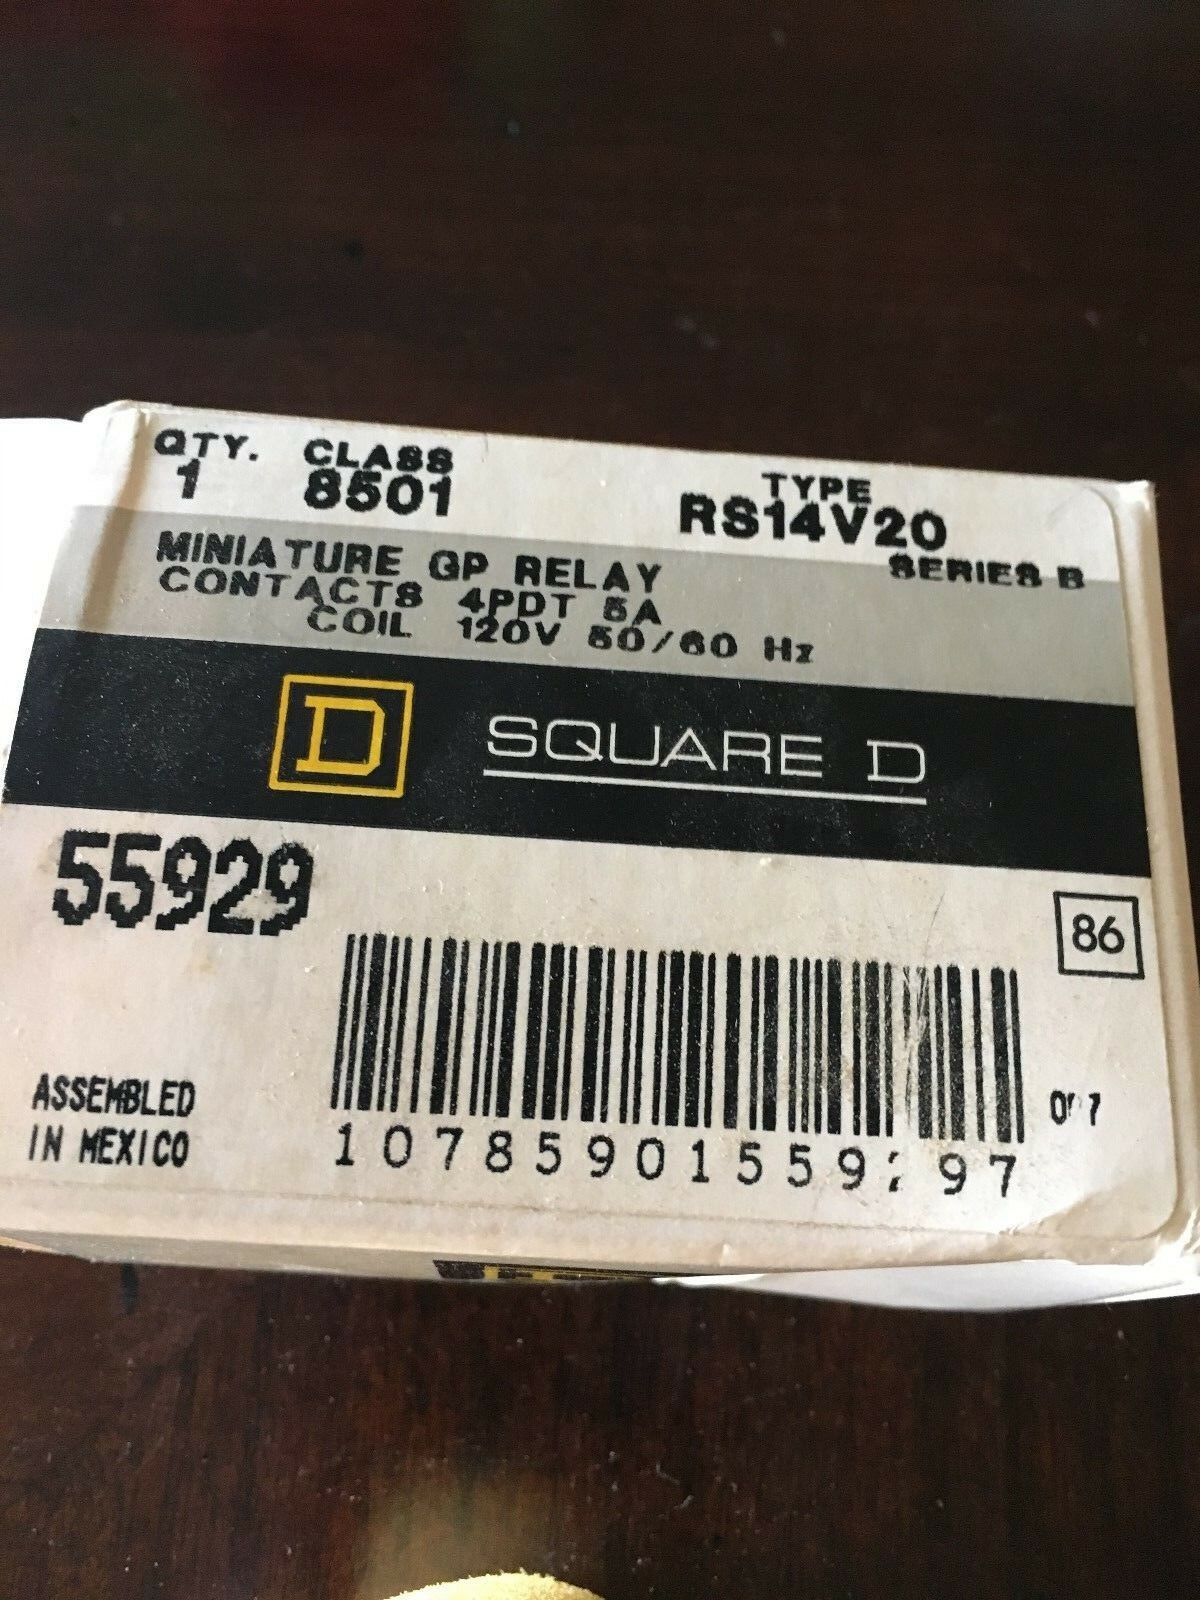 QTY. CLASS TYPE
1 8501 RS14V20
SERIES B
MINIATURE GP RELAY
CONTACTS 4PDT 5A
COIL 120V 50/60 Hz
D SQUARE D
55929
86
ASSEMBLED
IN MEXICO